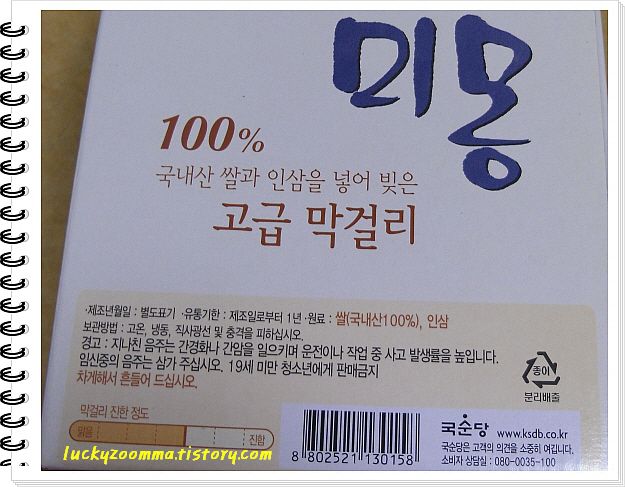 미몽
100%
국내산 쌀과 인삼을 넣어 빚은
고급 막걸리
·제조년월일 : 별도표기 ·유통기한 : 제조일로부터 1년 ·원료 : 쌀(국내산100%), 인삼
보관방법 : 고온, 냉동, 직사광선 및 충격을 피하십시오.
경고 : 지나친 음주는 간경화나 간암을 일으키며 운전이나 작업 중 사고 발생률을 높입니다.
임산중의 음주는 삼가 주십시오. 19세 미만 청소년에게 판매금지
차게해서 흔들어 드십시오.
종이
분리배출
막걸리 진한 정도
맑음 진함
8 802521 130158
국순당 www.ksdb.co.kr
국순당은 고객의 의견을 소중히 여깁니다.
소비자 상담실 : 080-0035-100
luckyzoomma.tistory.com